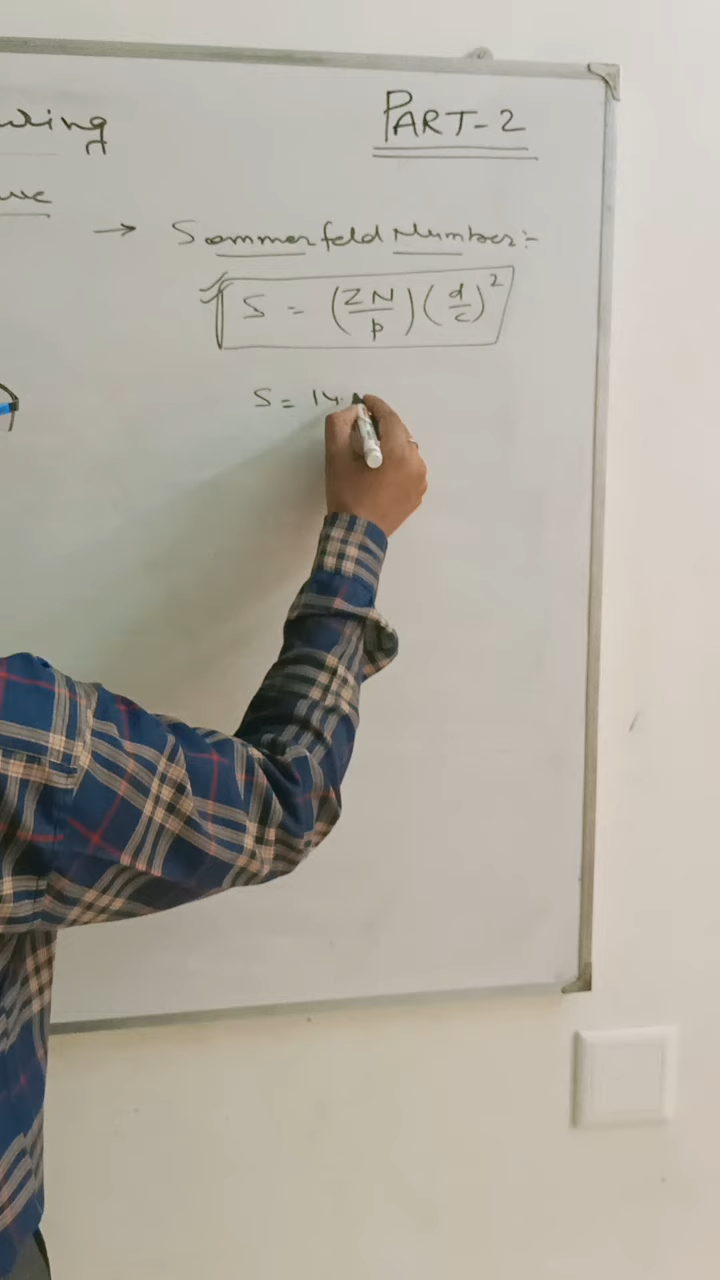 PART-2
→ Sommerfeld Number:-
S = (ZN/p)(d/c)²
S = 14.